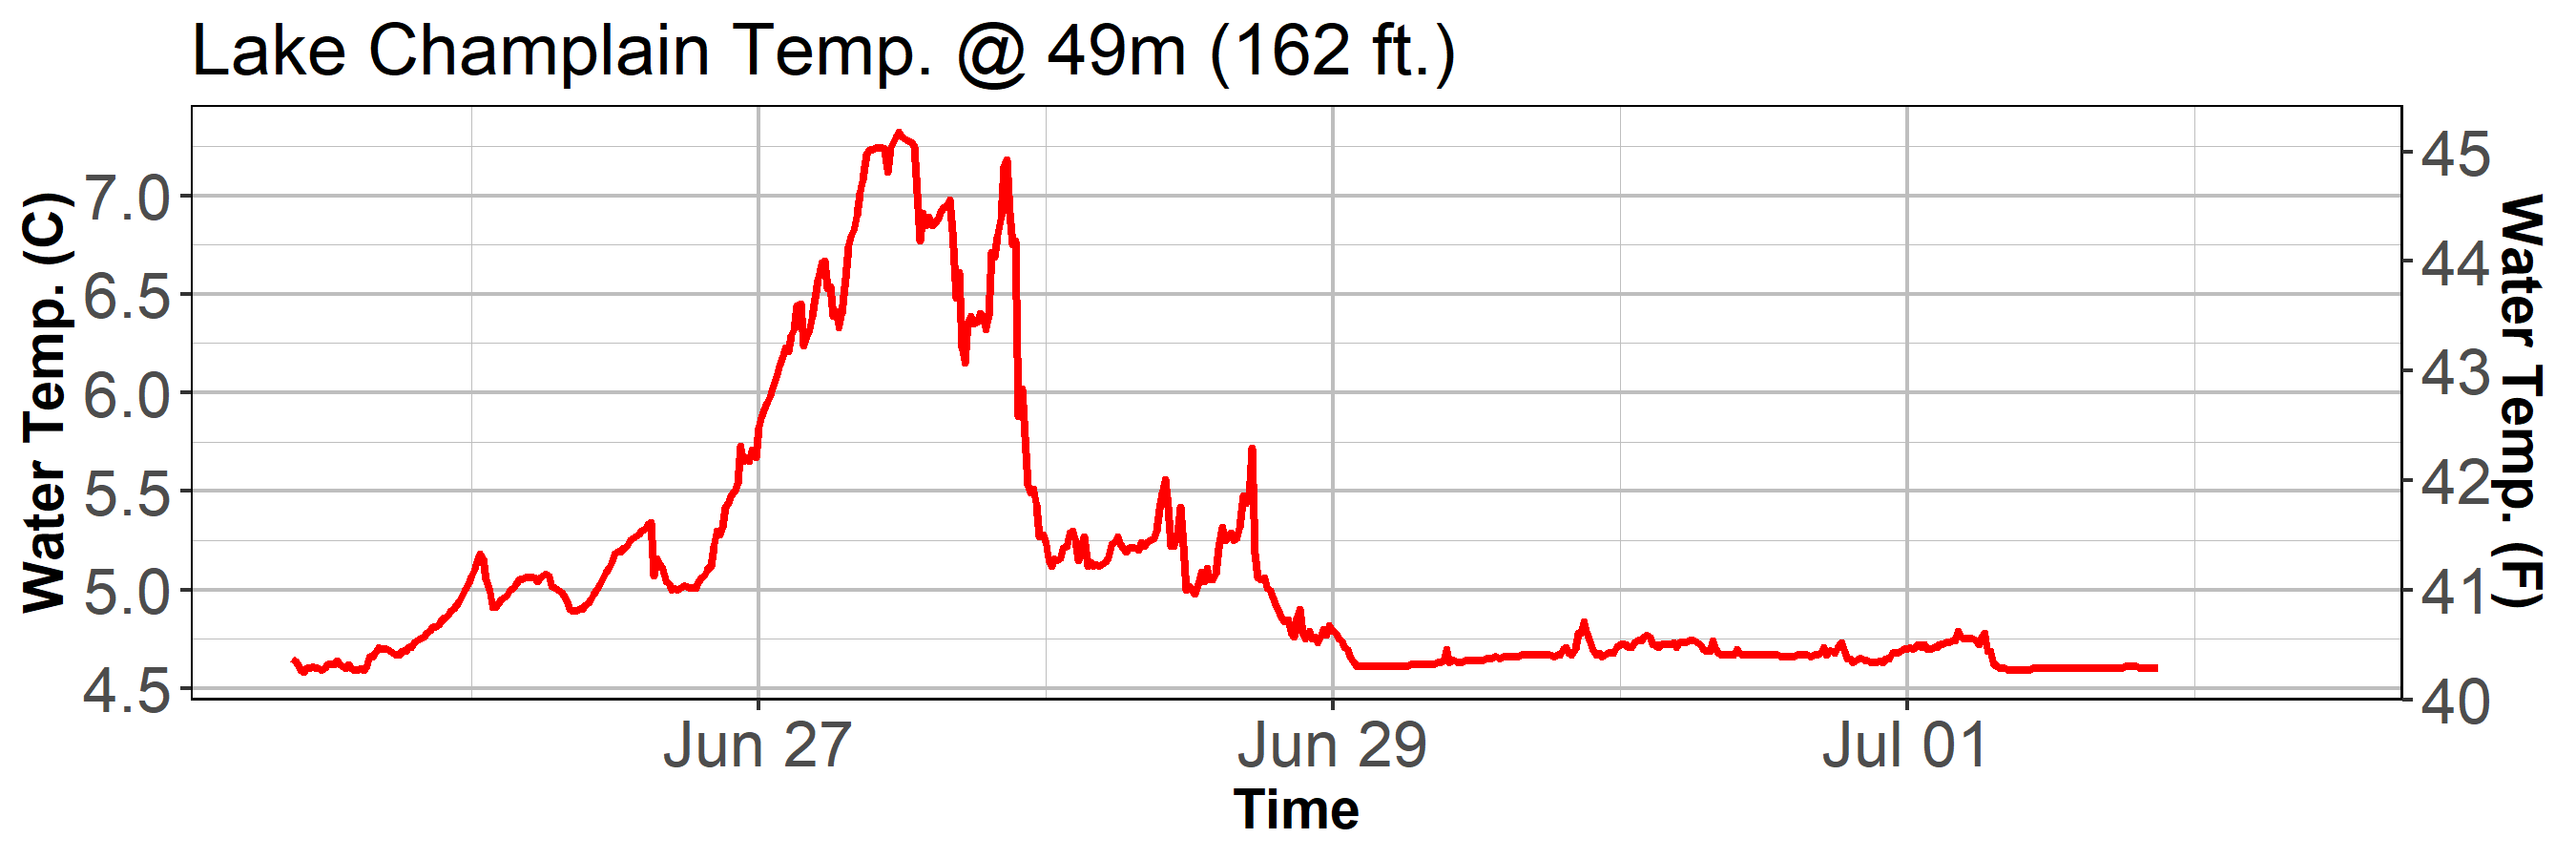 Lake Champlain Temp. @ 49m (162 ft.)
Water Temp. (C)
7.0
6.5
6.0
5.5
5.0
4.5
45
44
43
42
41
40
Water Temp. (F)
Jun 27
Jun 29
Jul 01
Time